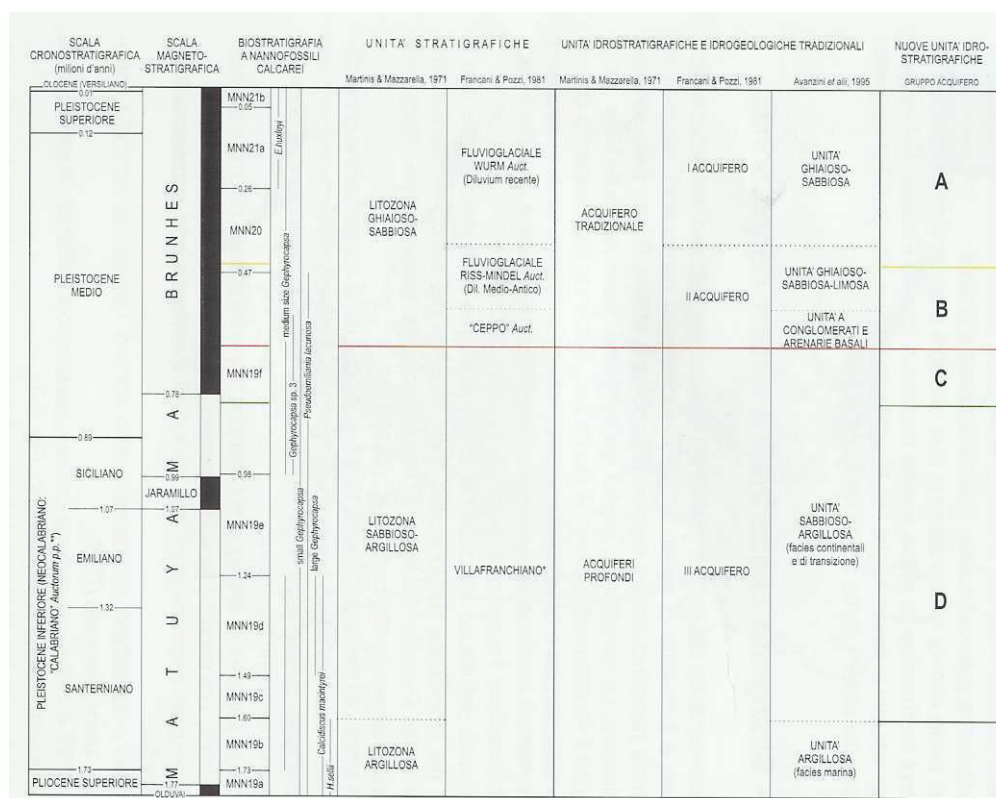 SCALA
CRONOSTRATIGRAFICA
(milioni d'anni)
SCALA
MAGNETO-
STRATIGRAFICA
BIOSTRATIGRAFIA
A NANNOFOSSILI
CALCAREI
UNITA' STRATIGRAFICHE
UNITA' IDROSTRATIGRAFICHE E IDROGEOLOGICHE TRADIZIONALI
NUOVE UNITA' IDRO-
STRATIGRAFICHE
Martinis & Mazzarella, 1971
Francani & Pozzi, 1981
Martinis & Mazzarella, 1971
Francani & Pozzi, 1981
Avanzini et alii, 1995
GRUPPO ACQUIFERO
OLOCENE (VERSILIANO)
0.01
PLEISTOCENE
SUPERIORE
0.12
PLEISTOCENE
MEDIO
0.89
PLEISTOCENE INFERIORE (NEOCALABRIANO:
"CALABRIANO" Auctorum p.p. **)
SICILIANO
1.07
EMILIANO
1.32
SANTERNIANO
1.73
PLIOCENE SUPERIORE
BRUNHES
0.78
MATUYAMA
0.99
JARAMILLO
1.07
1.77
OLDUVAI
MNN21b
0.05
MNN21a
0.26
MNN20
0.47
MNN19f
0.98
MNN19e
1.24
MNN19d
1.49
MNN19c
1.60
MNN19b
1.73
MNN19a
E.huxleyi
medium size Gephyrocapsa
Gephyrocapsa sp. 3
Pseudoemiliania lacunosa
small Gephyrocapsa
large Gephyrocapsa
Calcidiscus macintyrei
H.sellii
LITOZONA
GHIAIOSO-
SABBIOSA
LITOZONA
SABBIOSO-
ARGILLOSA
LITOZONA
ARGILLOSA
FLUVIOGLACIALE
WURM Auct.
(Diluvium recente)
FLUVIOGLACIALE
RISS-MINDEL Auct.
(Dil. Medio-Antico)
"CEPPO" Auct.
VILLAFRANCHIANO*
ACQUIFERO
TRADIZIONALE
ACQUIFERI
PROFONDI
I ACQUIFERO
II ACQUIFERO
III ACQUIFERO
UNITA'
GHIAIOSO-
SABBIOSA
UNITA' GHIAIOSO-
SABBIOSA-LIMOSA
UNITA' A
CONGLOMERATI E
ARENARIE BASALI
UNITA'
SABBIOSO-
ARGILLOSA
(facies continentali
e di transizione)
UNITA'
ARGILLOSA
(facies marina)
A
B
C
D